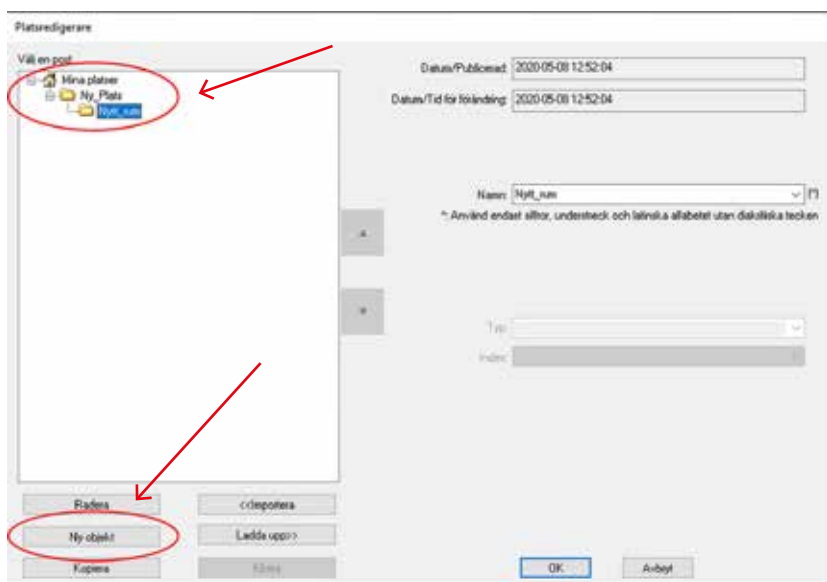 Platsredigerare
Välj en post
Mina platser
Ny_Plats
Nytt_rum
Datum/Publicerad: 2020-05-08 12:52:04
Datum/Tid för förändring: 2020-05-08 12:52:04
Namn: Nytt_rum (*)
*: Använd endast siffror, understreck och latinska alfabetet utan diakritiska tecken
Typ:
Index:
Radera
<<Importera
Ny objekt
Ladda upp>>
Kopiera
OK
Avbryt